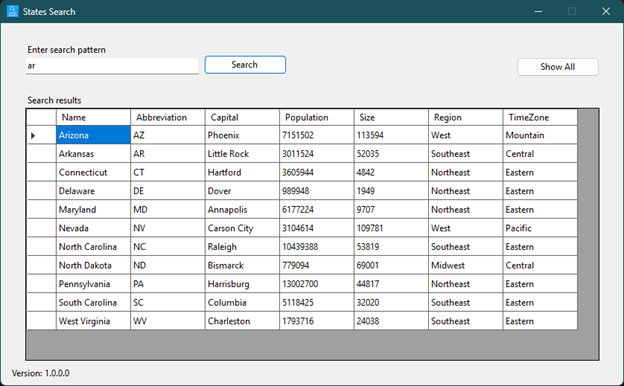 States Search
Enter search pattern
ar Search Show All
Search results
Name Abbreviation Capital Population Size Region TimeZone
Arizona AZ Phoenix 7151502 113594 West Mountain
Arkansas AR Little Rock 3011524 52035 Southeast Central
Connecticut CT Hartford 3605944 4842 Northeast Eastern
Delaware DE Dover 989948 1949 Northeast Eastern
Maryland MD Annapolis 6177224 9707 Northeast Eastern
Nevada NV Carson City 3104614 109781 West Pacific
North Carolina NC Raleigh 10439388 53819 Southeast Eastern
North Dakota ND Bismarck 779094 69001 Midwest Central
Pennsylvania PA Harrisburg 13002700 44817 Northeast Eastern
South Carolina SC Columbia 5118425 32020 Southeast Eastern
West Virginia WV Charleston 1793716 24038 Southeast Eastern
Version: 1.0.0.0